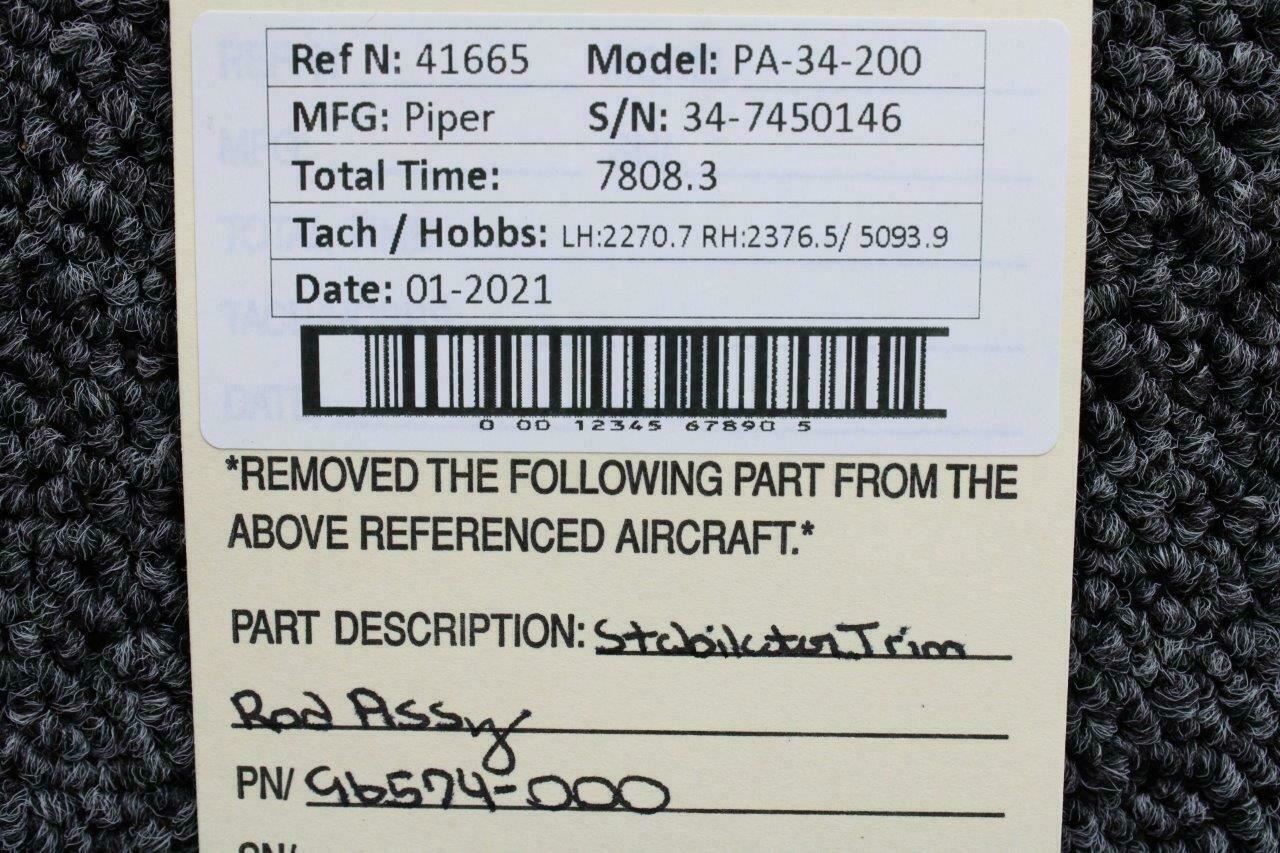 Ref N: 41665 Model: PA-34-200
MFG: Piper S/N: 34-7450146
Total Time: 7808.3
Tach / Hobbs: LH:2270.7 RH:2376.5/ 5093.9
Date: 01-2021
0 00 12345 67890 5
*REMOVED THE FOLLOWING PART FROM THE
ABOVE REFERENCED AIRCRAFT.*
PART DESCRIPTION: Stabilator Trim
Rod Assy
PN/ 96574-000